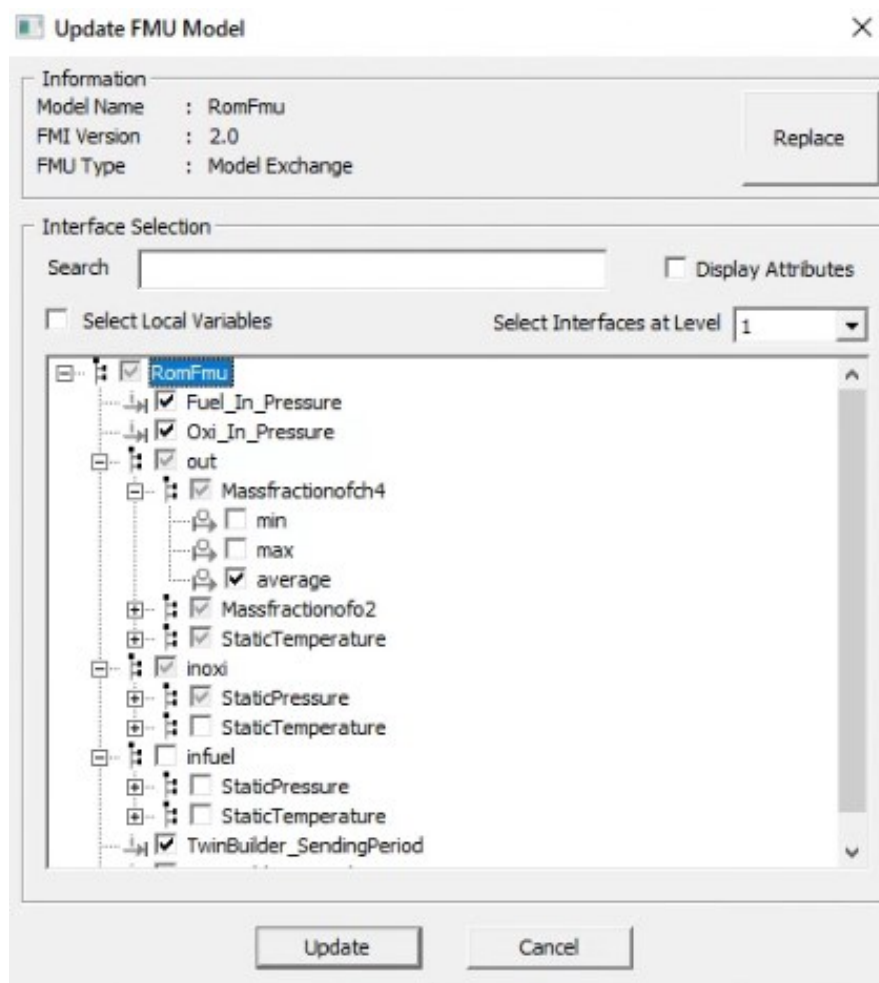 Update FMU Model
Information
Model Name : RomFmu
FMI Version : 2.0
FMU Type : Model Exchange
Replace
Interface Selection
Search
Display Attributes
Select Local Variables
Select Interfaces at Level 1
RomFmu
Fuel_In_Pressure
Oxi_In_Pressure
out
Massfractionofch4
min
max
average
Massfractionofo2
StaticTemperature
inoxi
StaticPressure
StaticTemperature
infuel
StaticPressure
StaticTemperature
TwinBuilder_SendingPeriod
Update
Cancel